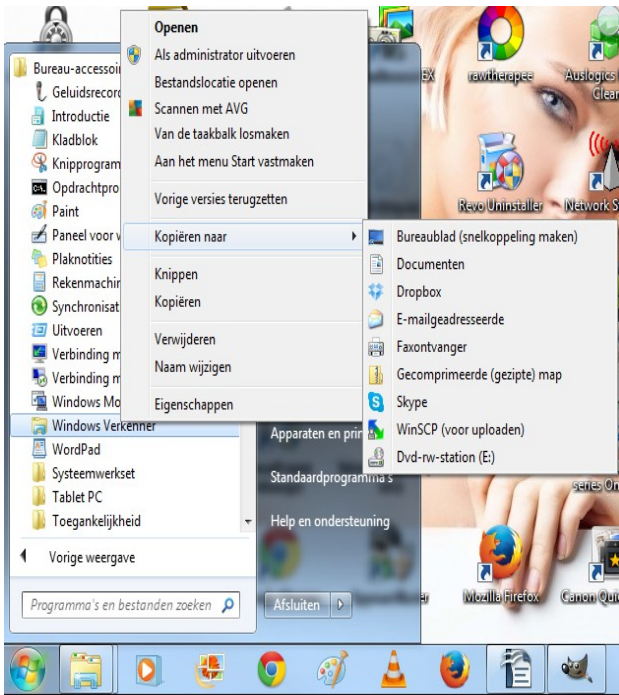 Openen
Als administrator uitvoeren
Bestandslocatie openen
Scannen met AVG
Van de taakbalk losmaken
Aan het menu Start vastmaken
Vorige versies terugzetten
Kopiëren naar
Knippen
Kopiëren
Verwijderen
Naam wijzigen
Eigenschappen
Bureaublad (snelkoppeling maken)
Documenten
Dropbox
E-mailgeadresseerde
Faxontvanger
Gecomprimeerde (gezipte) map
Skype
WinSCP (voor uploaden)
Dvd-rw-station (E:)
Bureau-accessoi
Geluidsrecord
Introductie
Kladblok
Knipprogram
Opdrachtpro
Paint
Paneel voor v
Plaknotities
Rekenmachin
Synchronisat
Uitvoeren
Verbinding m
Verbinding m
Windows Mo
Windows Verkenner
WordPad
Systeemwerkset
Tablet PC
Toegankelijkheid
Vorige weergave
Programma's en bestanden zoeken
Apparaten en prin
Standaardprogramma's
Help en ondersteuning
Afsluiten
EX
rawtherapee
Auslogics
Clean
Revo Uninstaller
Network S
series On
Mozilla Firefox
Canon Quic